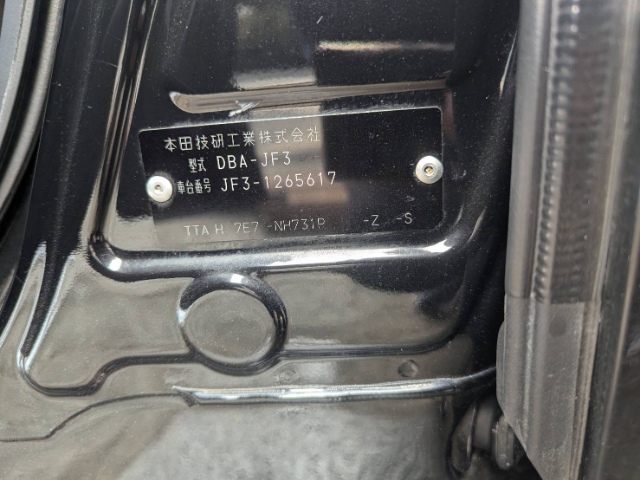 本田技研工業株式会社
型式 DBA-JF3
車台番号 JF3-1265617
TTA H 7E7 -NH731P -Z -S